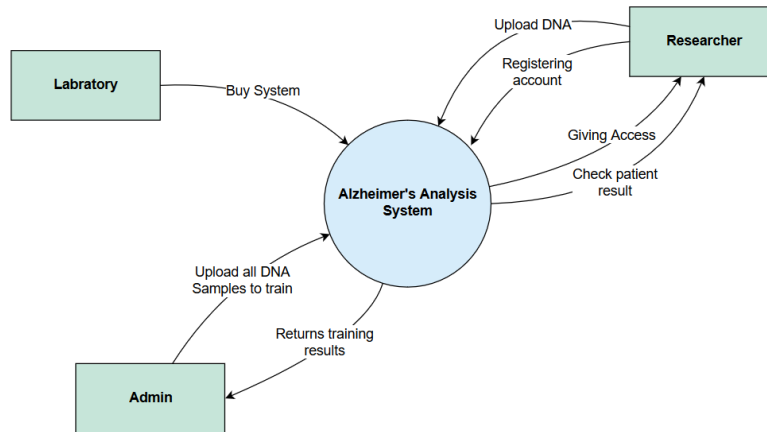 Upload DNA
Researcher
Labratory
Registering
account
Buy System
Giving Access
Check patient
result
Alzheimer's Analysis
System
Upload all DNA
Samples to train
Returns training
results
Admin